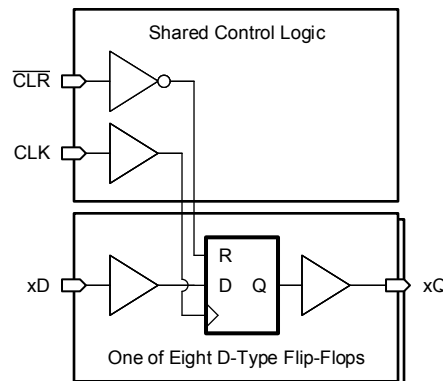 Shared Control Logic
CLR
CLK
R
xD
D Q
xQ
One of Eight D-Type Flip-Flops